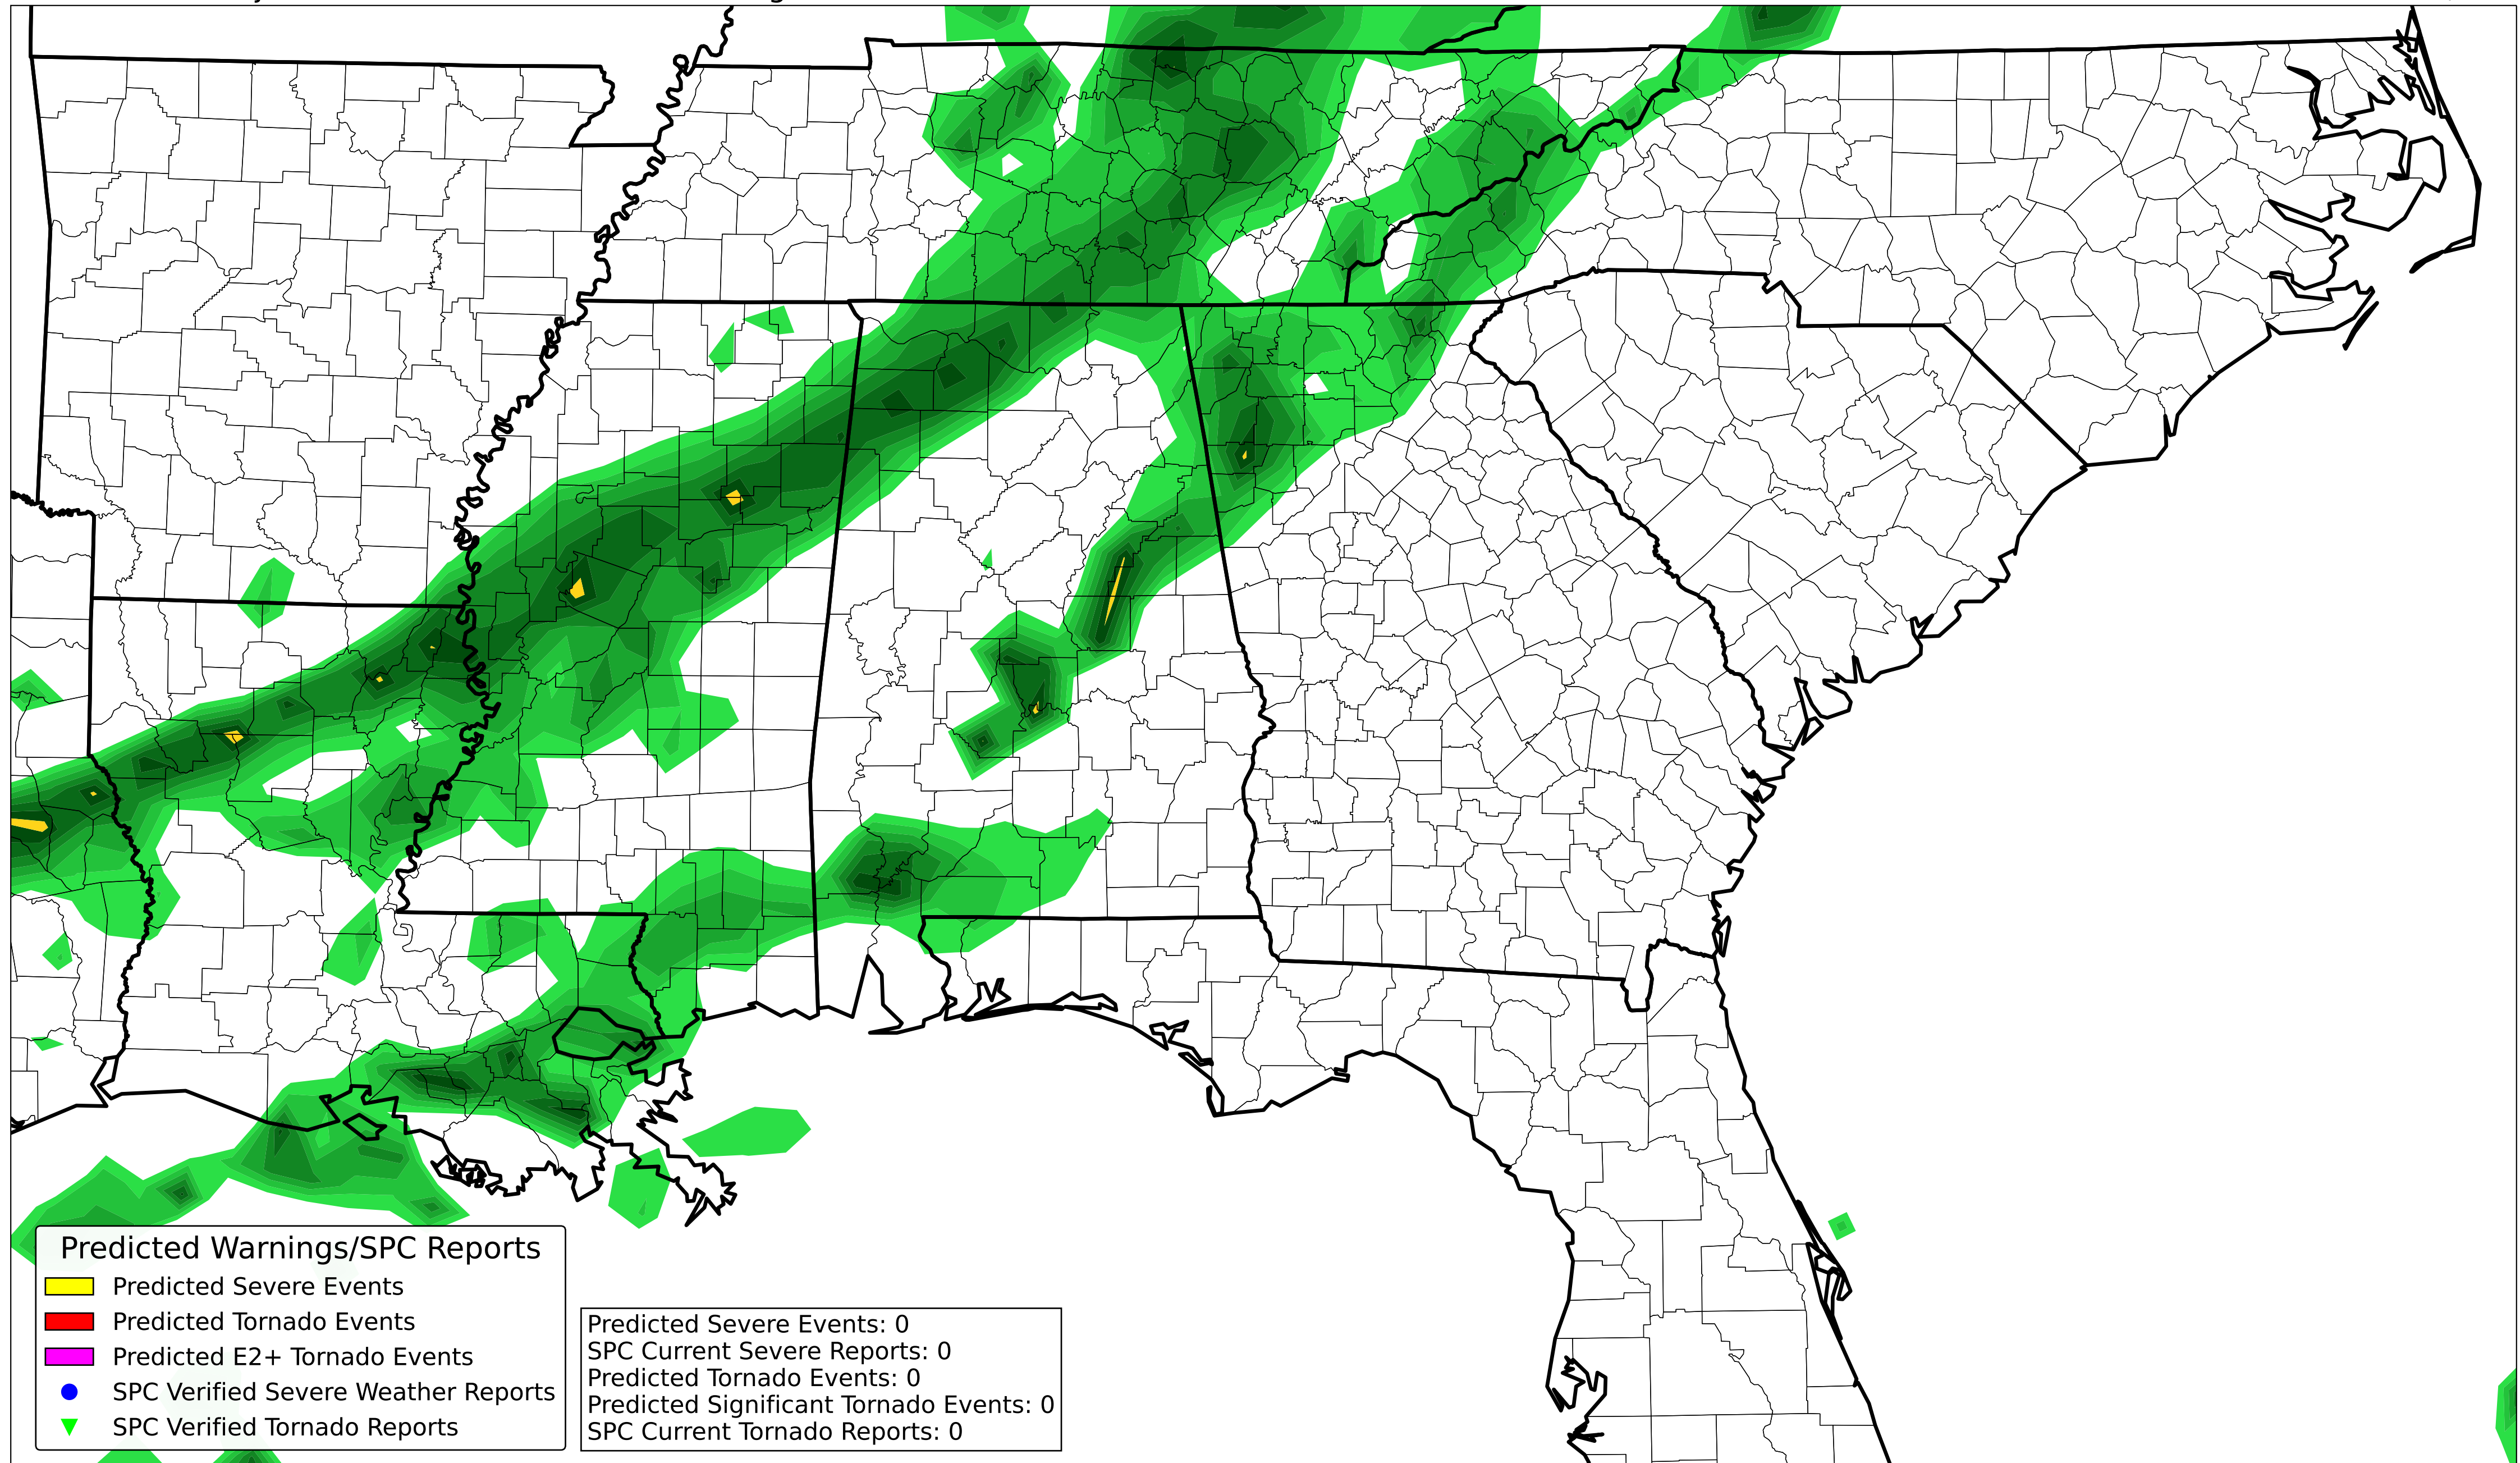 Predicted Warnings/SPC Reports
Predicted Severe Events
Predicted Tornado Events
Predicted E2+ Tornado Events
SPC Verified Severe Weather Reports
SPC Verified Tornado Reports
Predicted Severe Events: 0
SPC Current Severe Reports: 0
Predicted Tornado Events: 0
Predicted Significant Tornado Events: 0
SPC Current Tornado Reports: 0